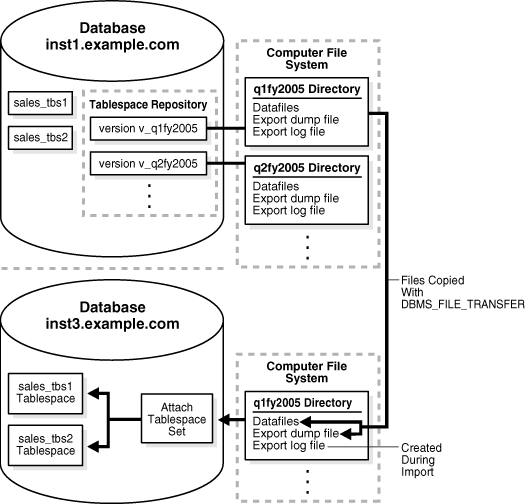 Database
inst1.example.com
Computer File
System
sales_tbs1
sales_tbs2
Tablespace Repository
version v_q1fy2005
version v_q2fy2005
q1fy2005 Directory
Datafiles
Export dump file
Export log file
q2fy2005 Directory
Datafiles
Export dump file
Export log file
Files Copied
With
DBMS_FILE_TRANSFER
Database
inst3.example.com
sales_tbs1
Tablespace
sales_tbs2
Tablespace
Attach
Tablespace
Set
Computer File
System
q1fy2005 Directory
Datafiles
Export dump file
Export log file
Created
During
Import